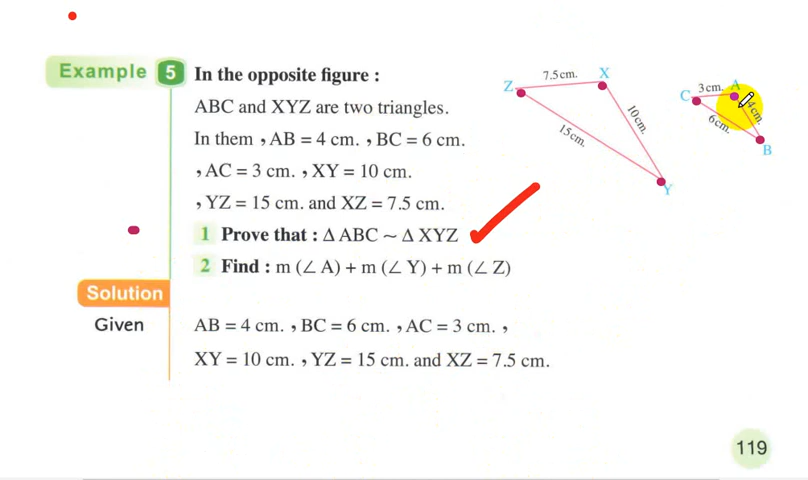 Example 5 In the opposite figure :
ABC and XYZ are two triangles.
In them , AB = 4 cm. , BC = 6 cm.
, AC = 3 cm. , XY = 10 cm.
, YZ = 15 cm. and XZ = 7.5 cm.
1 Prove that : Δ ABC ~ Δ XYZ
2 Find : m (∠ A) + m (∠ Y) + m (∠ Z)
Z 7.5 cm. X
10 cm.
15 cm.
Y
C 3 cm. A
4 cm.
6 cm.
B
Solution
Given AB = 4 cm. , BC = 6 cm. , AC = 3 cm. ,
XY = 10 cm. , YZ = 15 cm. and XZ = 7.5 cm.
119